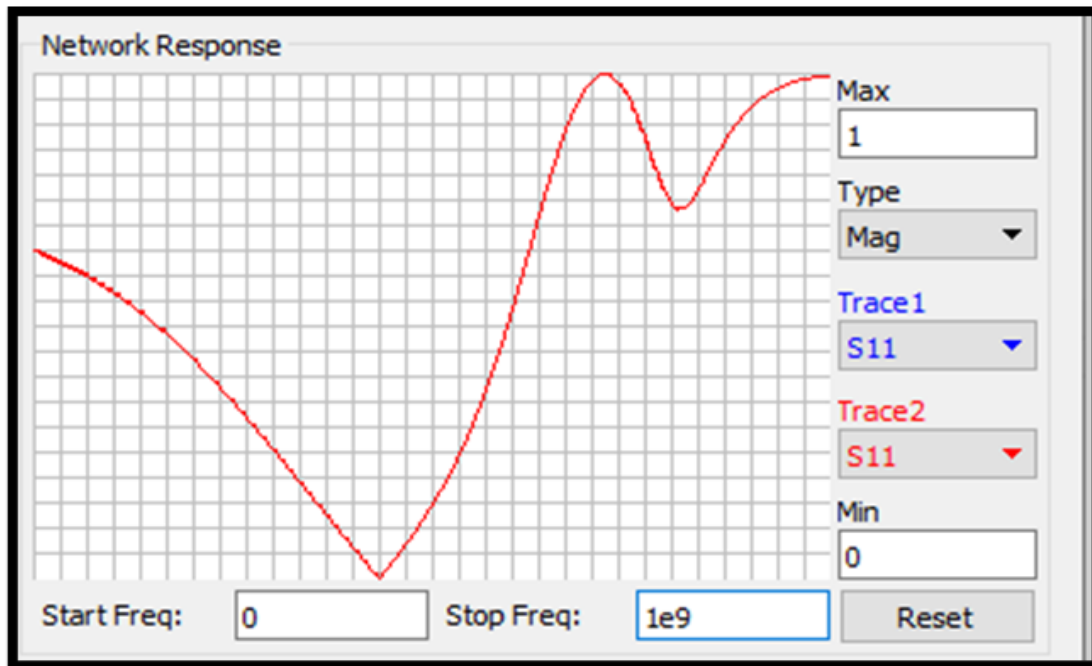 Network Response
Max
1
Type
Mag
Trace1
S11
Trace2
S11
Min
0
Start Freq: 0 Stop Freq: 1e9 Reset